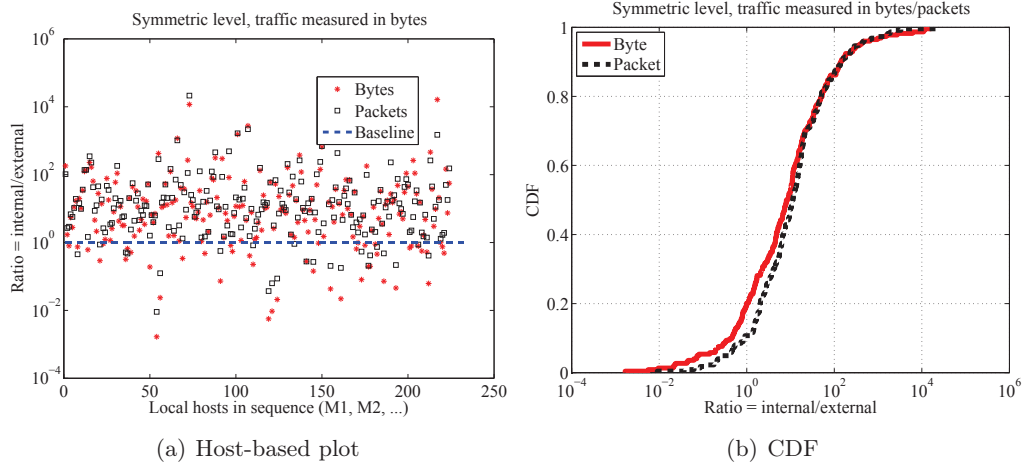 Symmetric level, traffic measured in bytes
10^6
10^4
10^2
10^0
10^−2
10^−4
Ratio = internal/external
Bytes
Packets
Baseline
0 50 100 150 200 250
Local hosts in sequence (M1, M2, ...)
(a) Host-based plot
Symmetric level, traffic measured in bytes/packets
1
0.8
0.6
0.4
0.2
0
CDF
Byte
Packet
10^−4 10^−2 10^0 10^2 10^4 10^6
Ratio = internal/external
(b) CDF